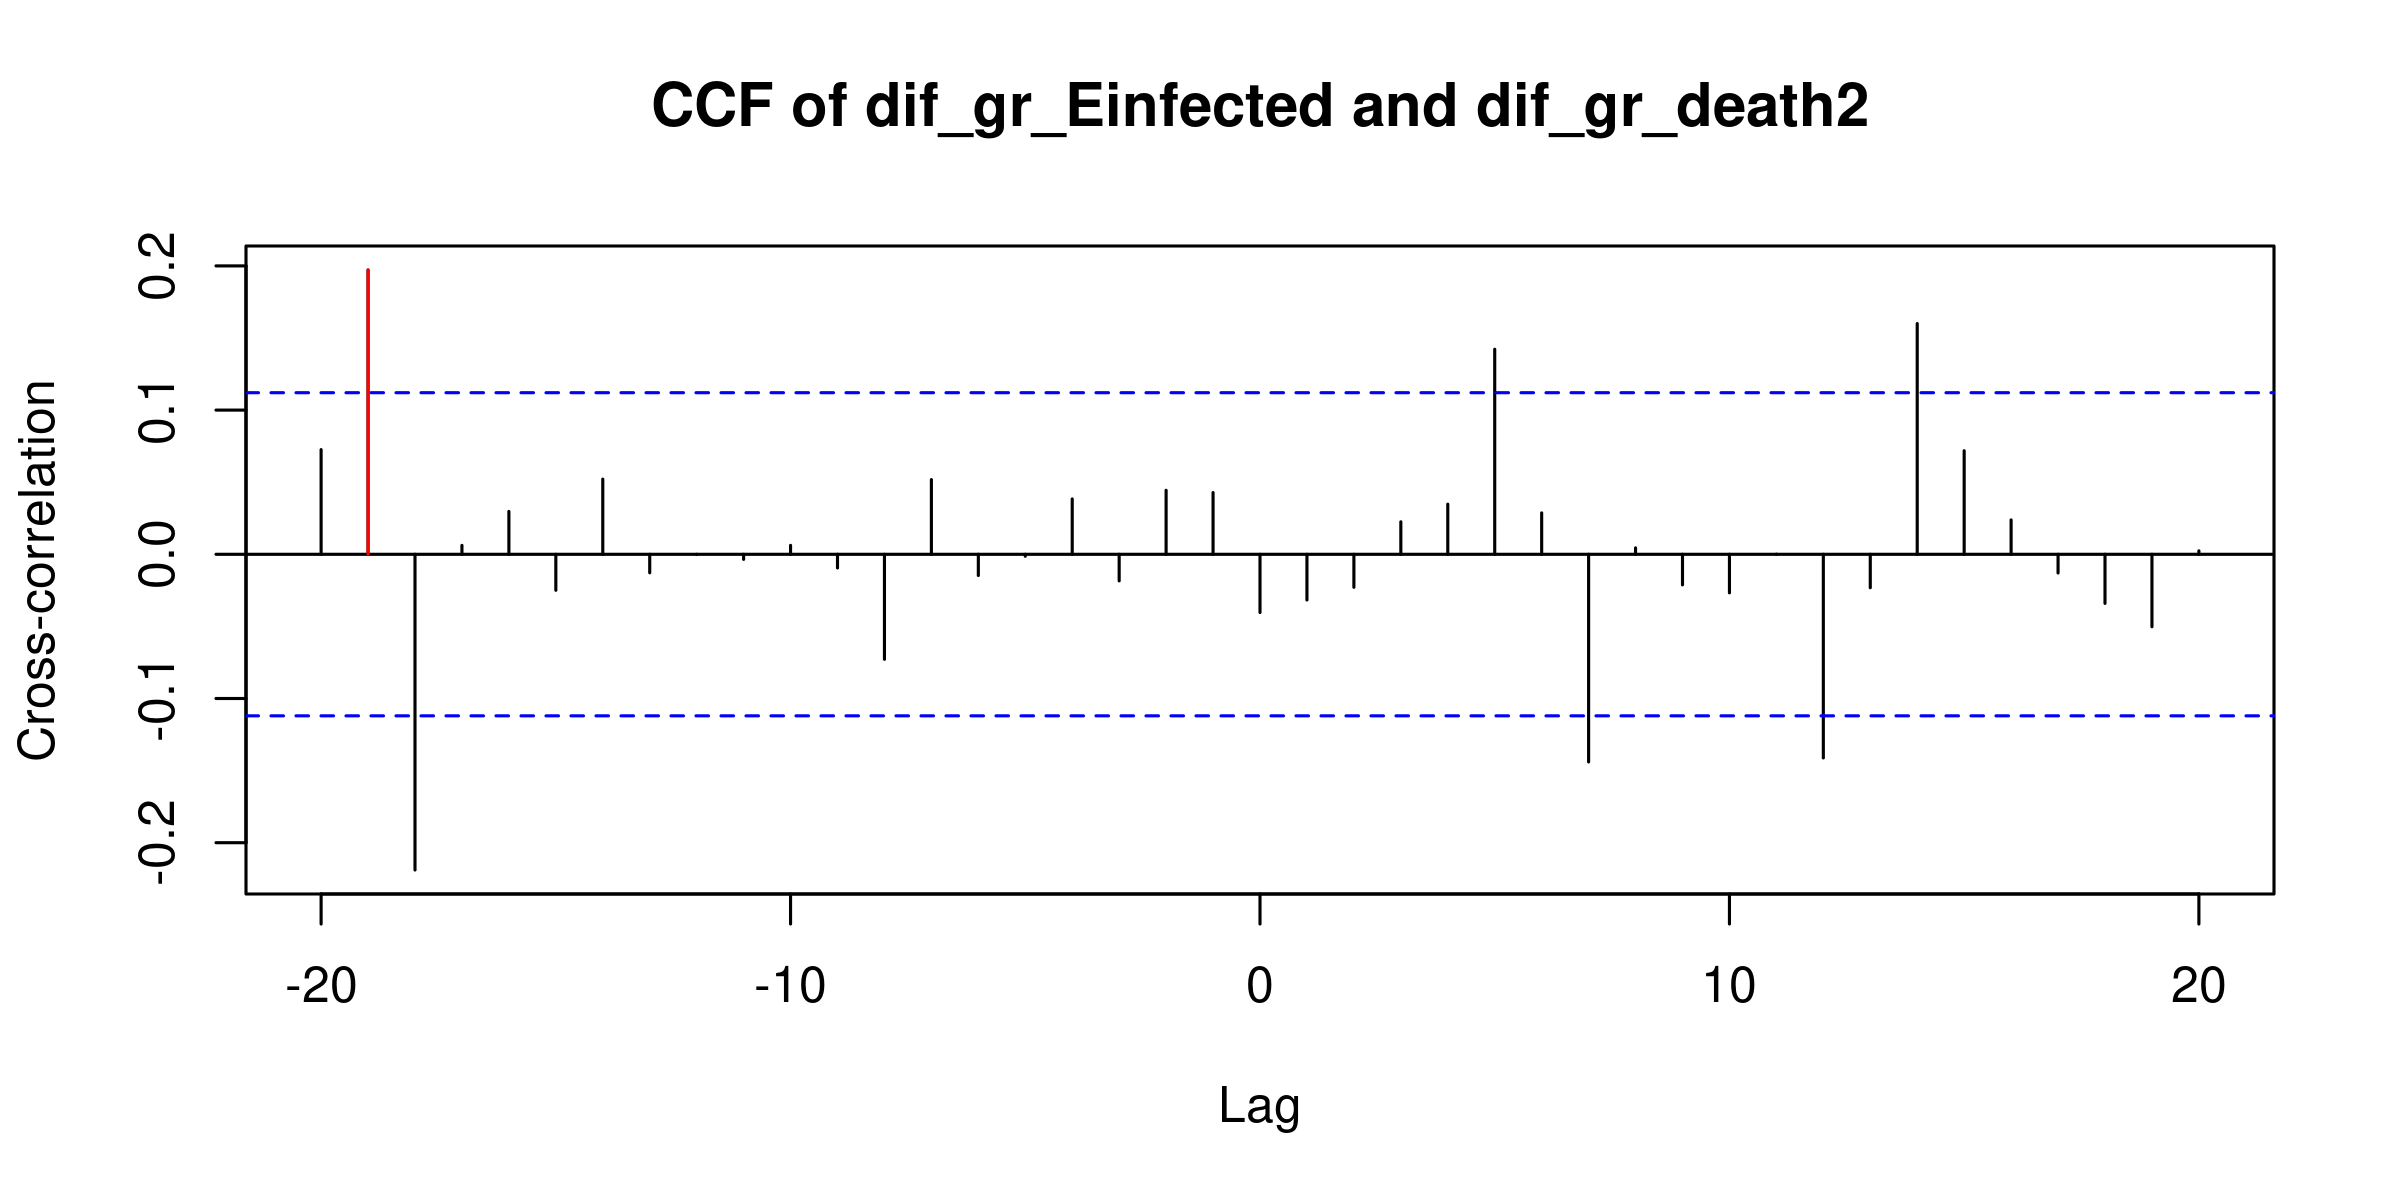 CCF of dif_gr_Einfected and dif_gr_death2
Cross-correlation
0.2
0.1
0.0
-0.1
-0.2
-20 -10 0 10 20
Lag